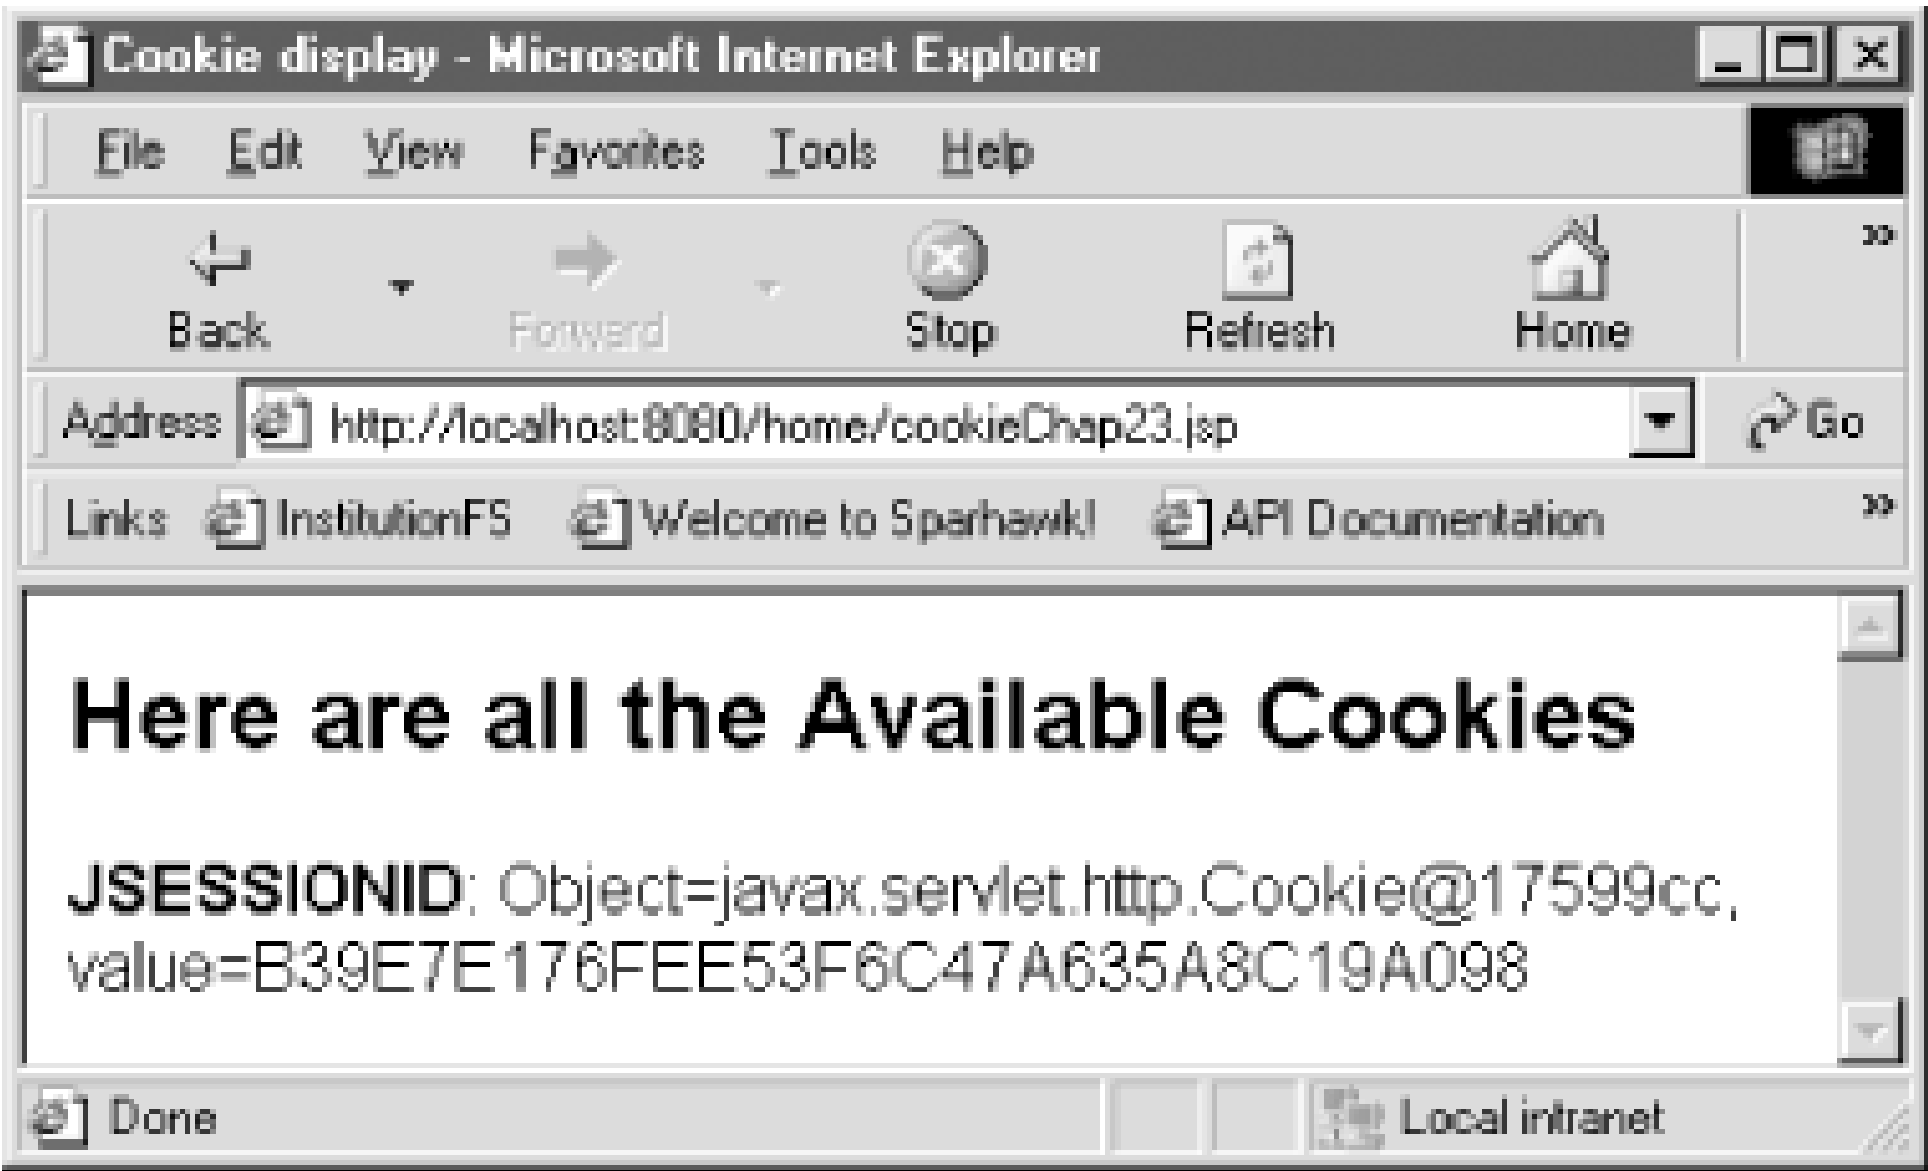 Cookie display - Microsoft Internet Explorer
File Edit View Favorites Tools Help
Back Forward Stop Refresh Home
Address http://localhost:8080/home/cookieChap23.jsp Go
Links InstitutionFS Welcome to Sparhawk! API Documentation
Here are all the Available Cookies
JSESSIONID: Object=javax.servlet.http.Cookie@17599cc,
value=B39E7E176FEE53F6C47A635A8C19A098
Done Local intranet